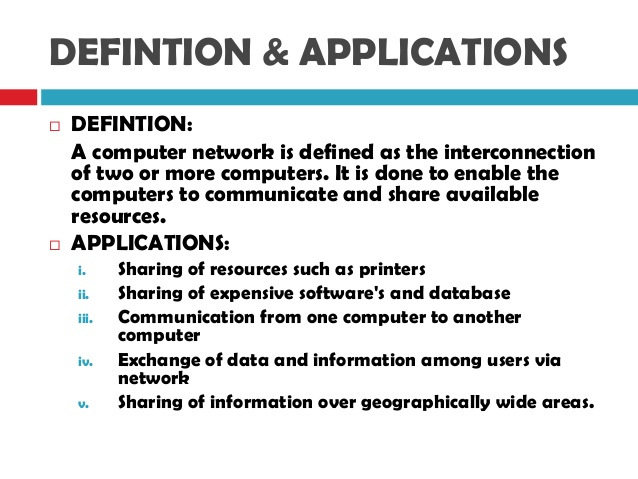 DEFINTION & APPLICATIONS
DEFINTION:
A computer network is defined as the interconnection
of two or more computers. It is done to enable the
computers to communicate and share available
resources.
APPLICATIONS:
i. Sharing of resources such as printers
ii. Sharing of expensive software's and database
iii. Communication from one computer to another
computer
iv. Exchange of data and information among users via
network
v. Sharing of information over geographically wide areas.